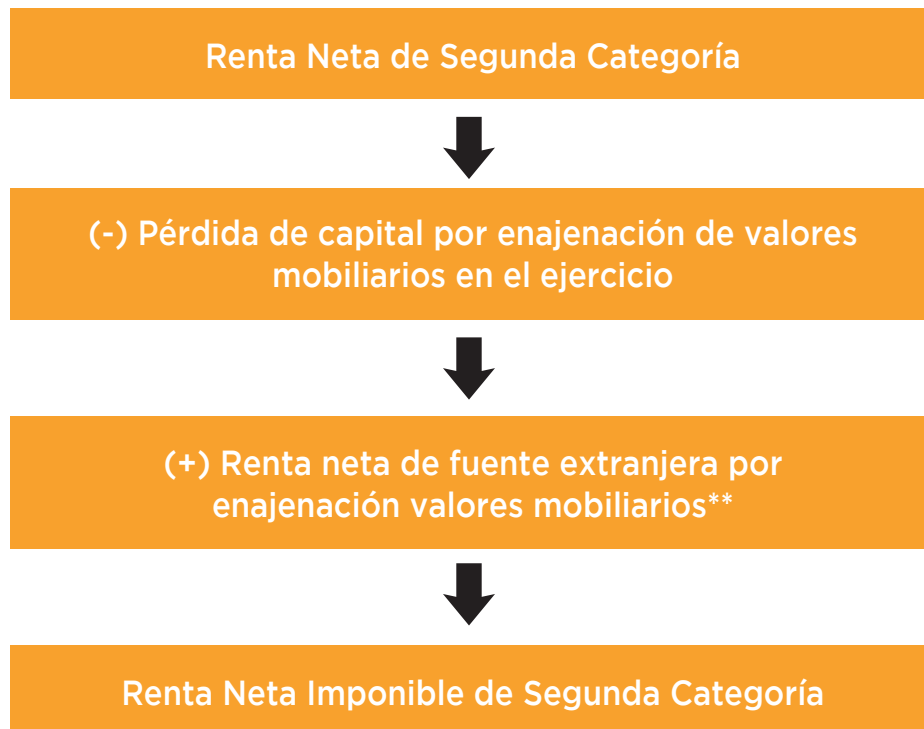 Renta Neta de Segunda Categoría
(-) Pérdida de capital por enajenación de valores
mobiliarios en el ejercicio
(+) Renta neta de fuente extranjera por
enajenación valores mobiliarios**
Renta Neta Imponible de Segunda Categoría